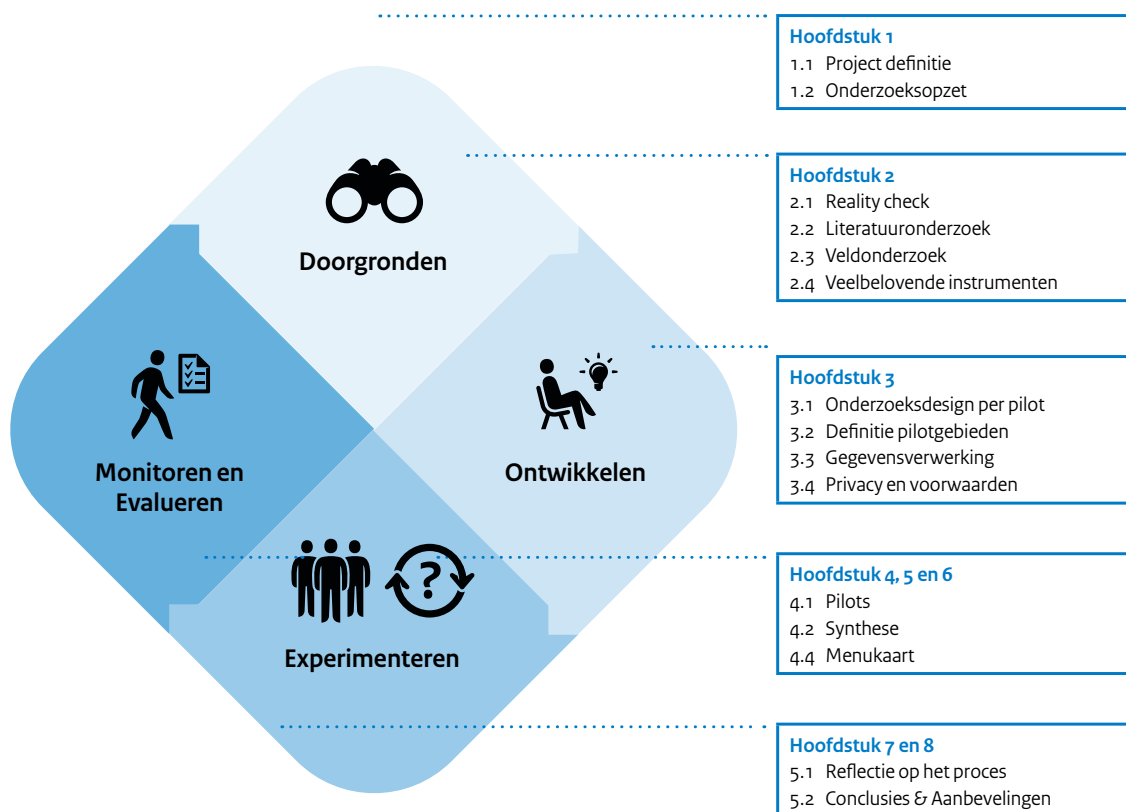 Hoofdstuk 1
1.1 Project definitie
1.2 Onderzoeksopzet
Hoofdstuk 2
2.1 Reality check
2.2 Literatuuronderzoek
2.3 Veldonderzoek
2.4 Veelbelovende instrumenten
Doorgronden
Hoofdstuk 3
3.1 Onderzoeksdesign per pilot
3.2 Definitie pilotgebieden
3.3 Gegevensverwerking
3.4 Privacy en voorwaarden
Monitoren en
Evalueren
Ontwikkelen
Hoofdstuk 4, 5 en 6
4.1 Pilots
4.2 Synthese
4.4 Menukaart
?
Experimenteren
Hoofdstuk 7 en 8
5.1 Reflectie op het proces
5.2 Conclusies & Aanbevelingen